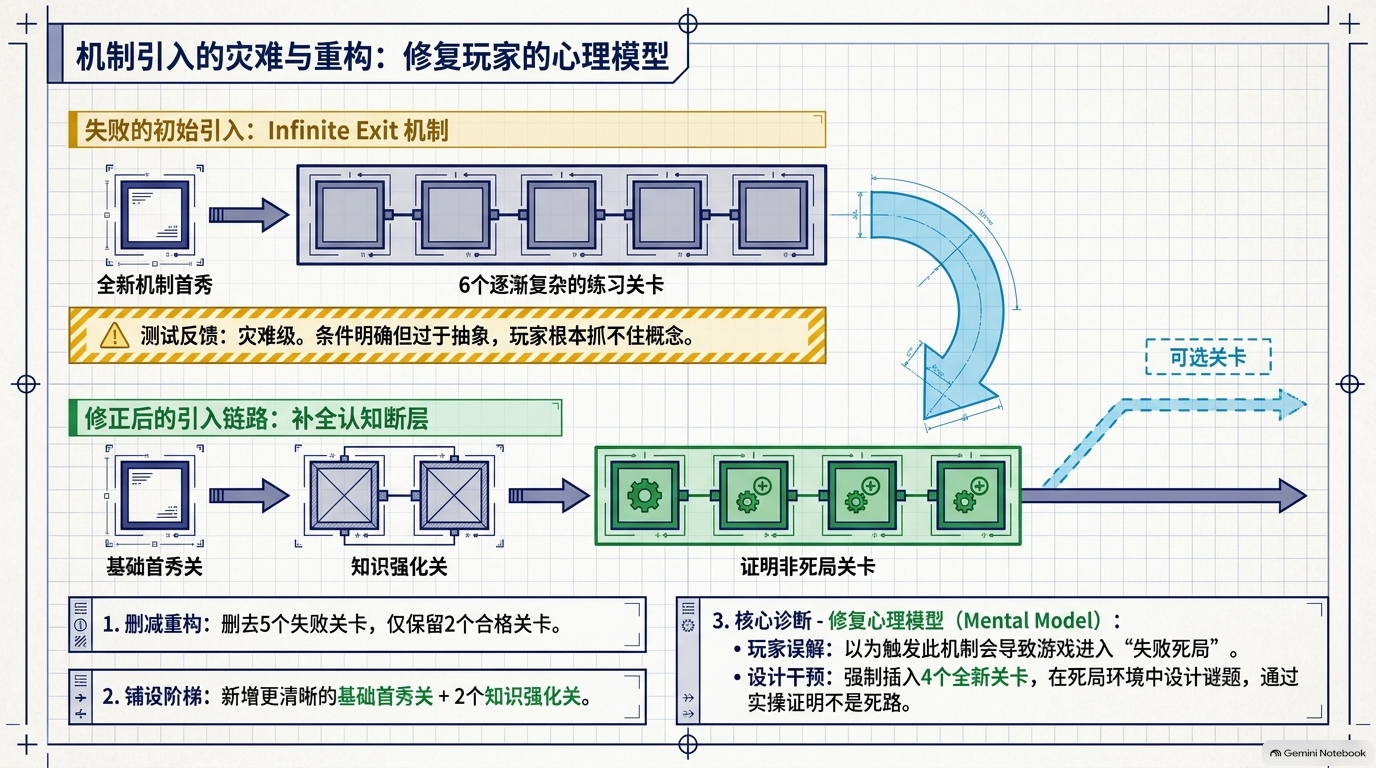 机制引入的灾难与重构：修复玩家的心理模型
失败的初始引入：Infinite Exit 机制
全新机制首秀
6个逐渐复杂的练习关卡
测试反馈：灾难级。条件明确但过于抽象，玩家根本抓不住概念。
可选关卡
修正后的引入链路：补全认知断层
基础首秀关
知识强化关
证明非死局关卡
1. 删减重构：删去5个失败关卡，仅保留2个合格关卡。
2. 铺设阶梯：新增更清晰的基础首秀关 + 2个知识强化关。
3. 核心诊断 - 修复心理模型（Mental Model）：
• 玩家误解：以为触发此机制会导致游戏进入“失败死局”。
• 设计干预：强制插入4个全新关卡，在死局环境中设计谜题，通过
实操证明不是死路。
Gemini Notebook